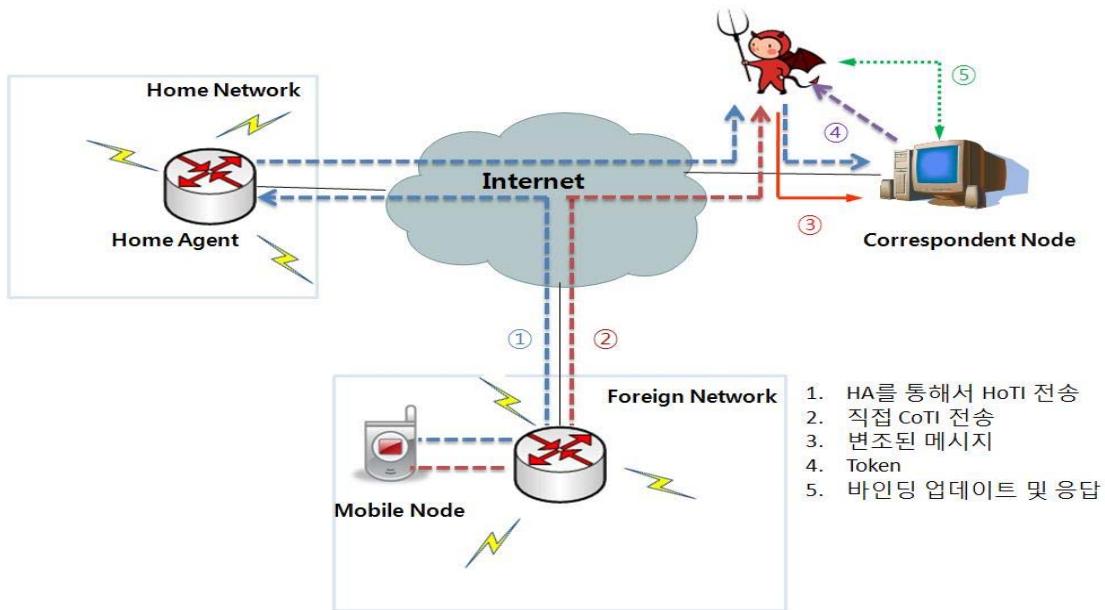 Home Network
⑤
④
Internet
Home Agent
③
Correspondent Node
①
②
Foreign Network
Mobile Node
1. HA를 통해서 HoTI 전송
2. 직접 CoTI 전송
3. 변조된 메시지
4. Token
5. 바인딩 업데이트 및 응답